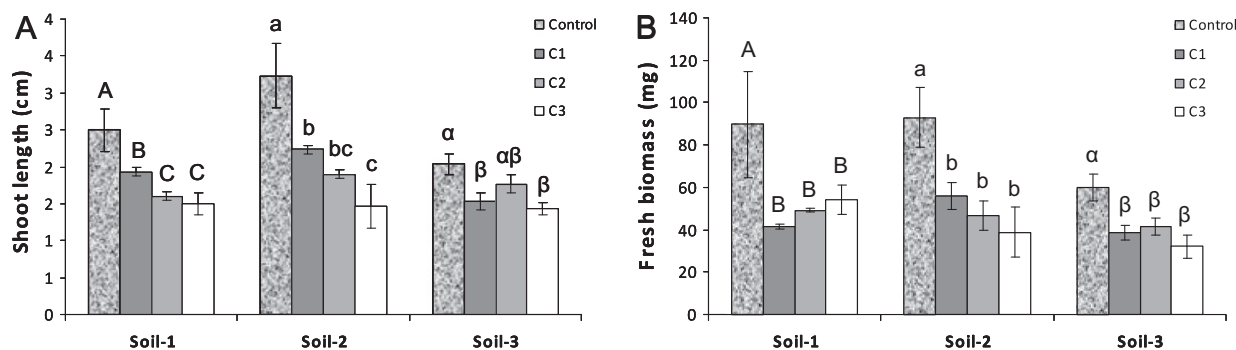 A
Shoot length (cm)
4
4
3
3
2
2
1
1
0
A
B
C
C
a
b
bc
c
α
β
αβ
β
Control
C1
C2
C3
Soil-1
Soil-2
Soil-3
B
Fresh biomass (mg)
140
120
100
80
60
40
20
0
A
B
B
B
a
b
b
b
α
β
β
β
Control
C1
C2
C3
Soil-1
Soil-2
Soil-3